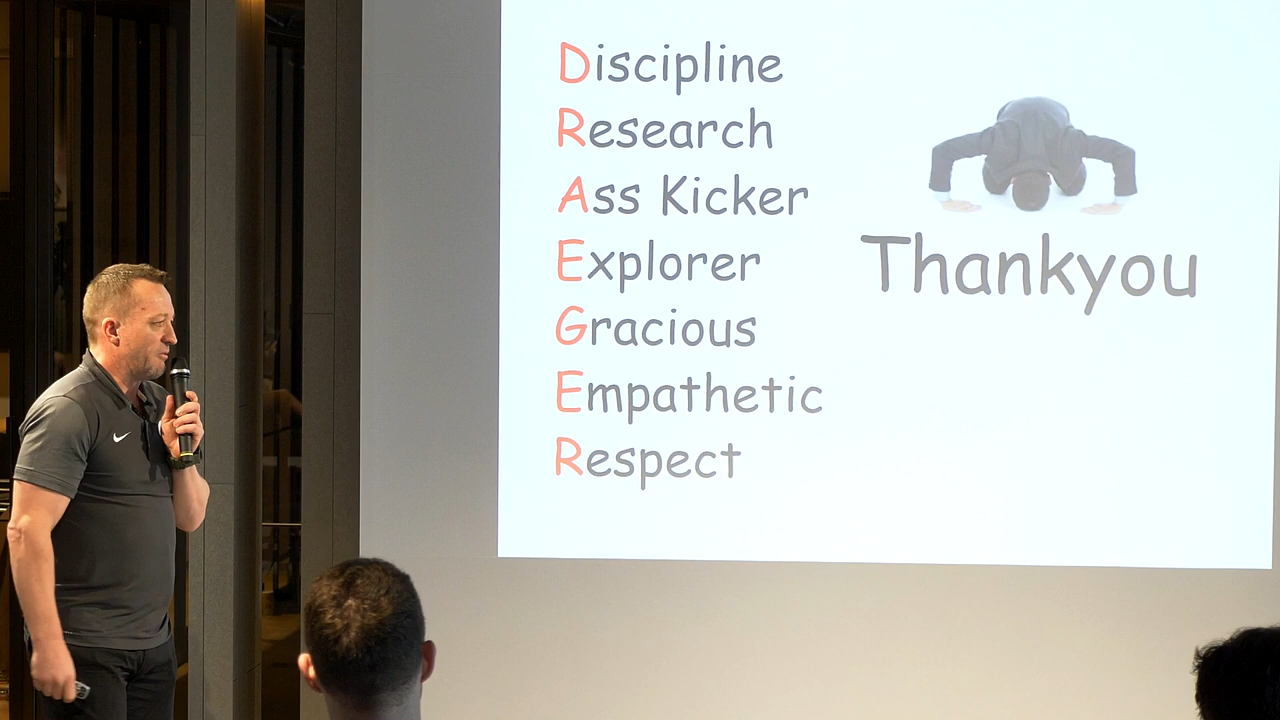 Discipline
Research
Ass Kicker
Explorer
Gracious
Empathetic
Respect
Thankyou